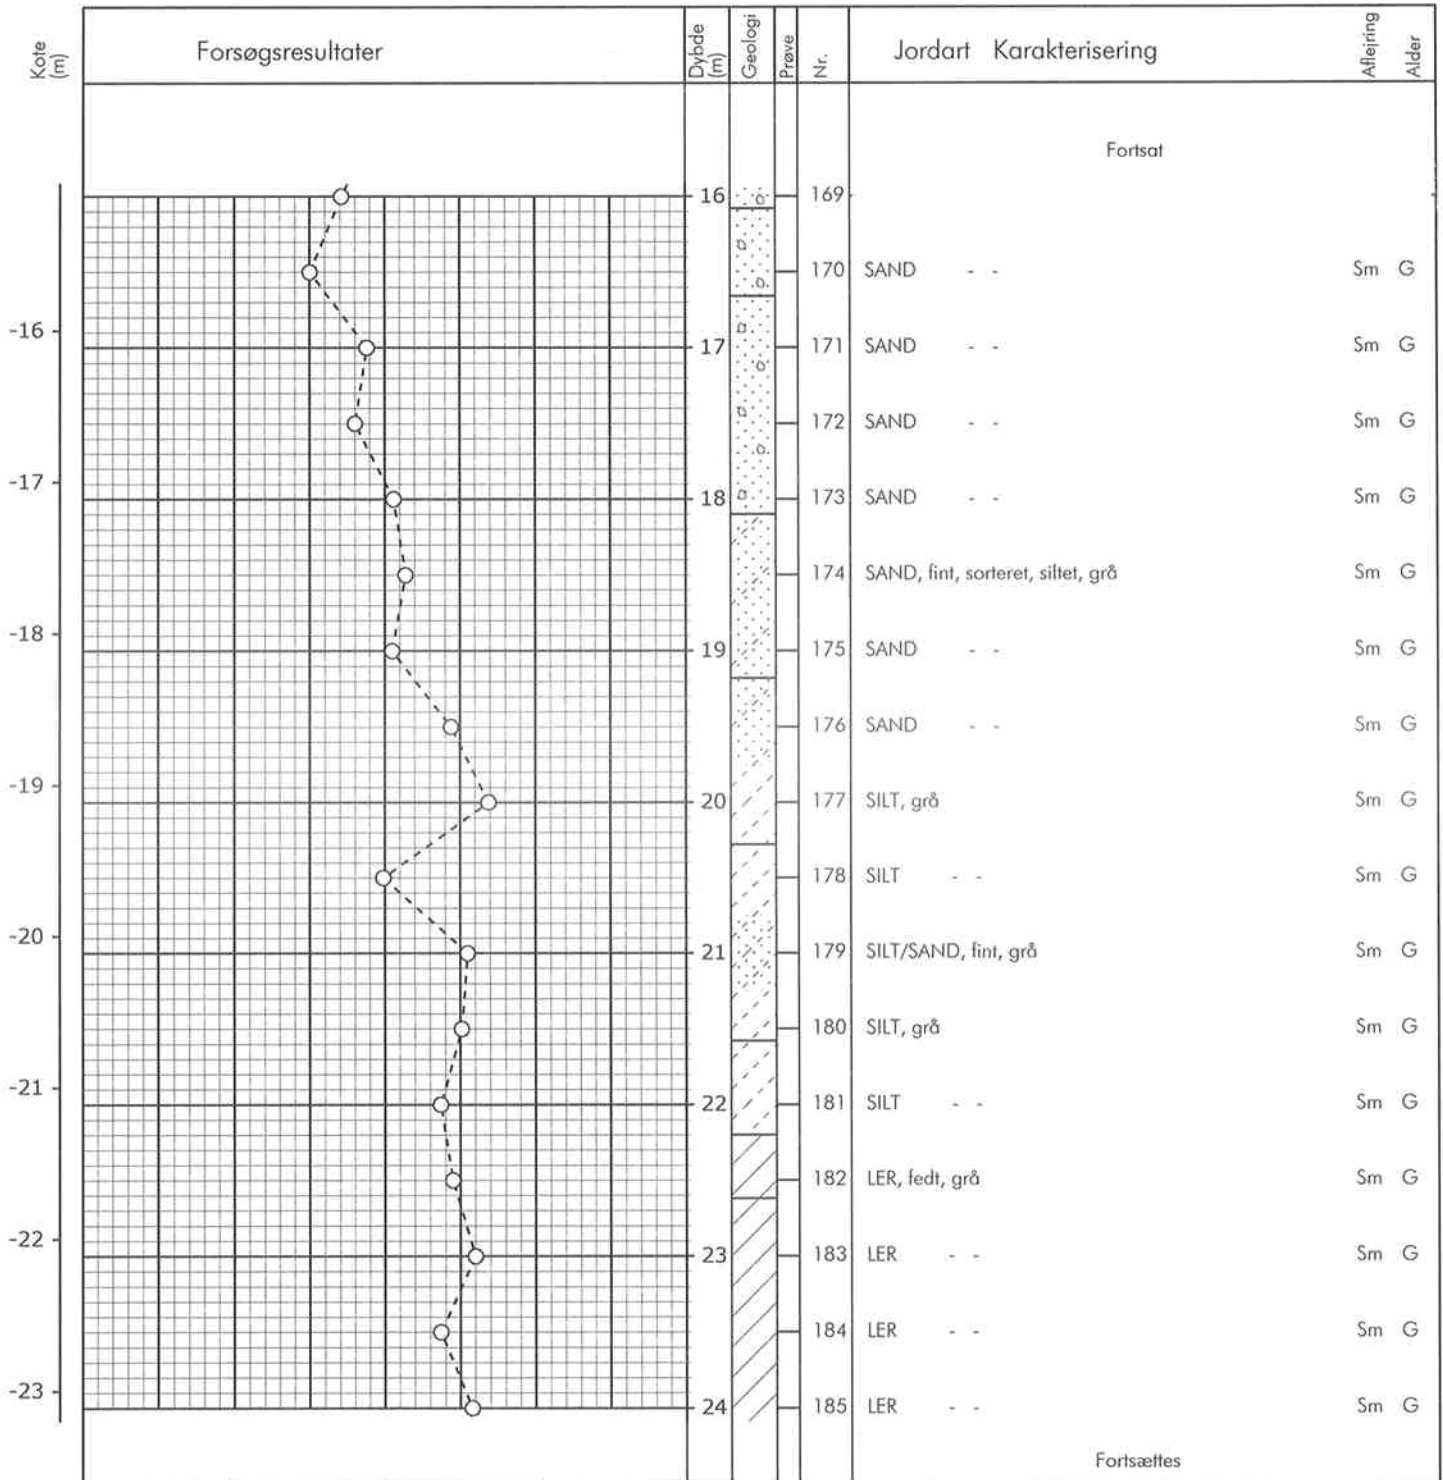 Kote (m) Forsøgsresultater Dybde (m) Geologi Prøve Nr. Jordart Karakterisering Aflejring Alder
Fortsat
16 169
170 SAND - - Sm G
-16 17 171 SAND - - Sm G
172 SAND - - Sm G
-17 18 173 SAND - - Sm G
174 SAND, fint, sorteret, siltet, grå Sm G
-18 19 175 SAND - - Sm G
176 SAND - - Sm G
-19 20 177 SILT, grå Sm G
178 SILT - - Sm G
-20 21 179 SILT/SAND, fint, grå Sm G
180 SILT, grå Sm G
-21 22 181 SILT - - Sm G
182 LER, fedt, grå Sm G
-22 23 183 LER - - Sm G
184 LER - - Sm G
-23 24 185 LER - - Sm G
Fortsættes